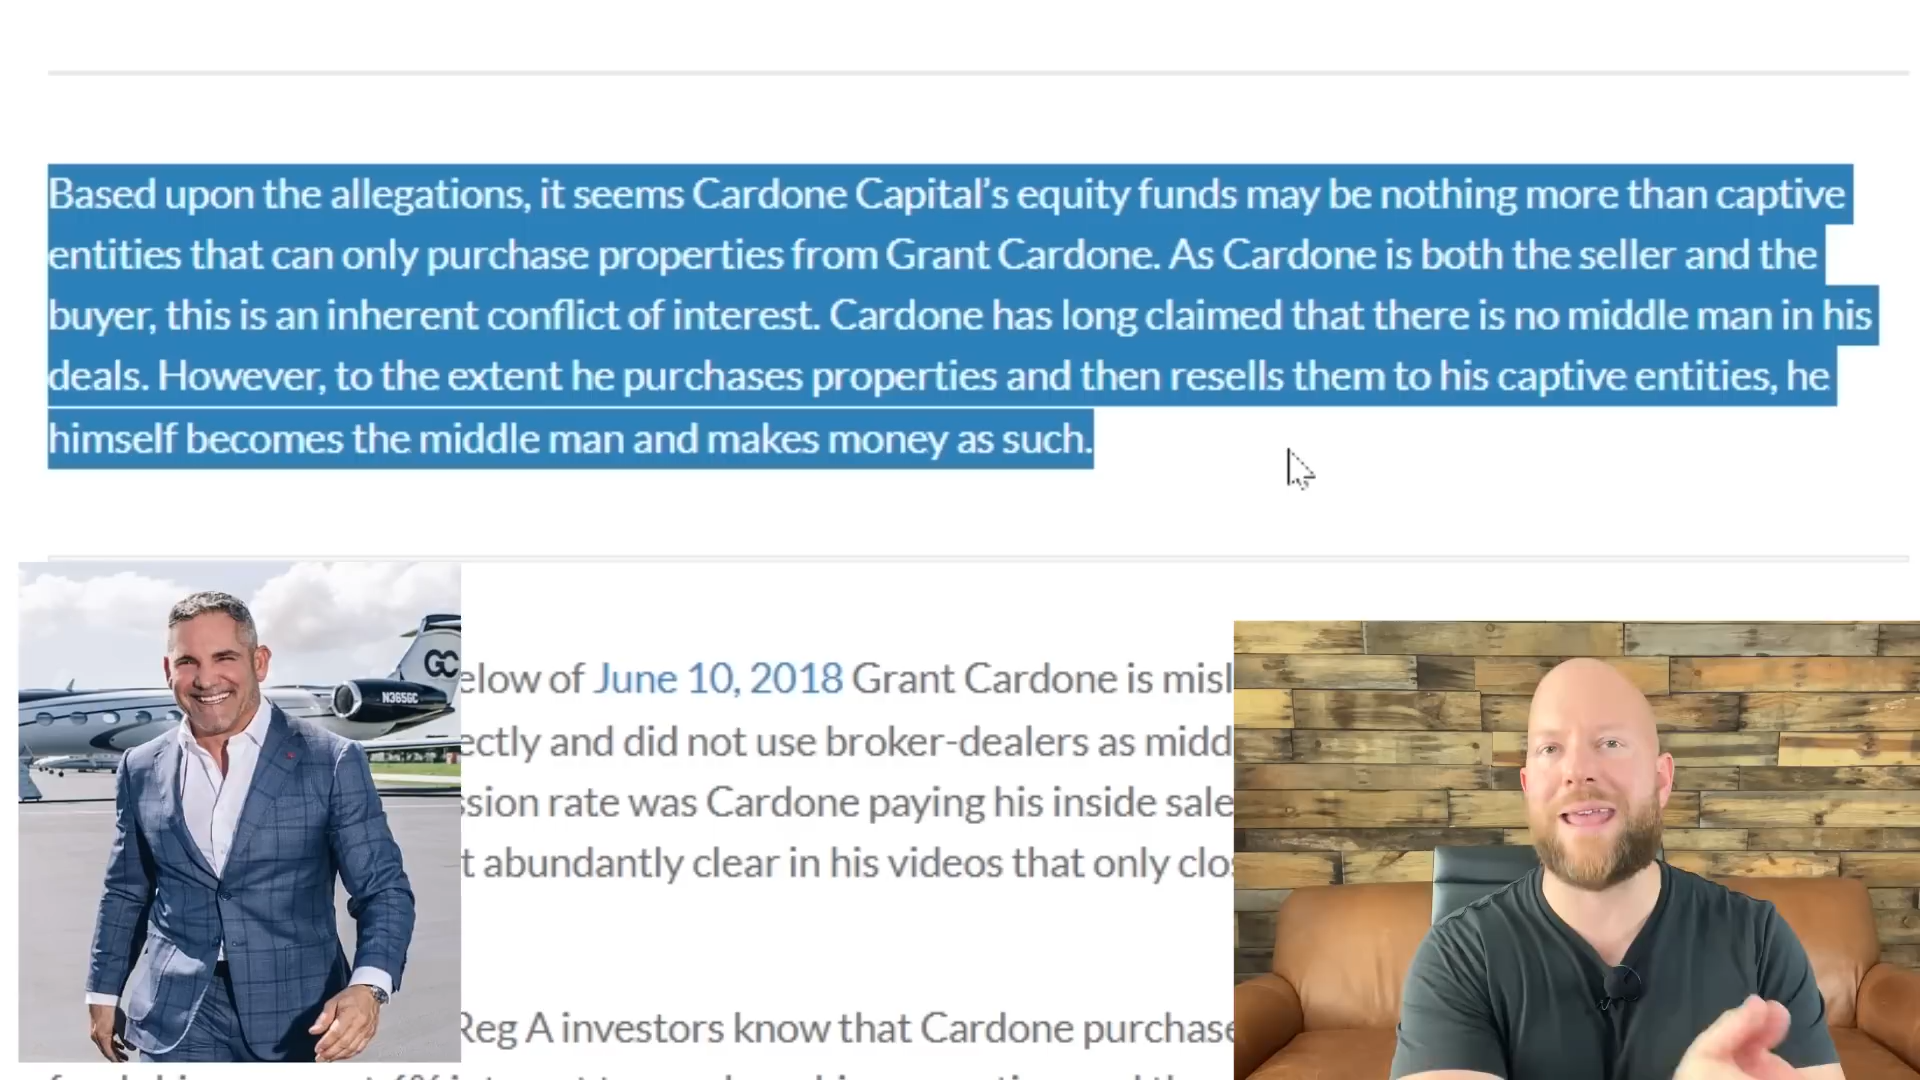 Based upon the allegations, it seems Cardone Capital’s equity funds may be nothing more than captive
entities that can only purchase properties from Grant Cardone. As Cardone is both the seller and the
buyer, this is an inherent conflict of interest. Cardone has long claimed that there is no middle man in his
deals. However, to the extent he purchases properties and then resells them to his captive entities, he
himself becomes the middle man and makes money as such.
GC
N365GC
elow of June 10, 2018 Grant Cardone is misl
ectly and did not use broker-dealers as midd
ssion rate was Cardone paying his inside sale
t abundantly clear in his videos that only clo
Reg A investors know that Cardone purchase